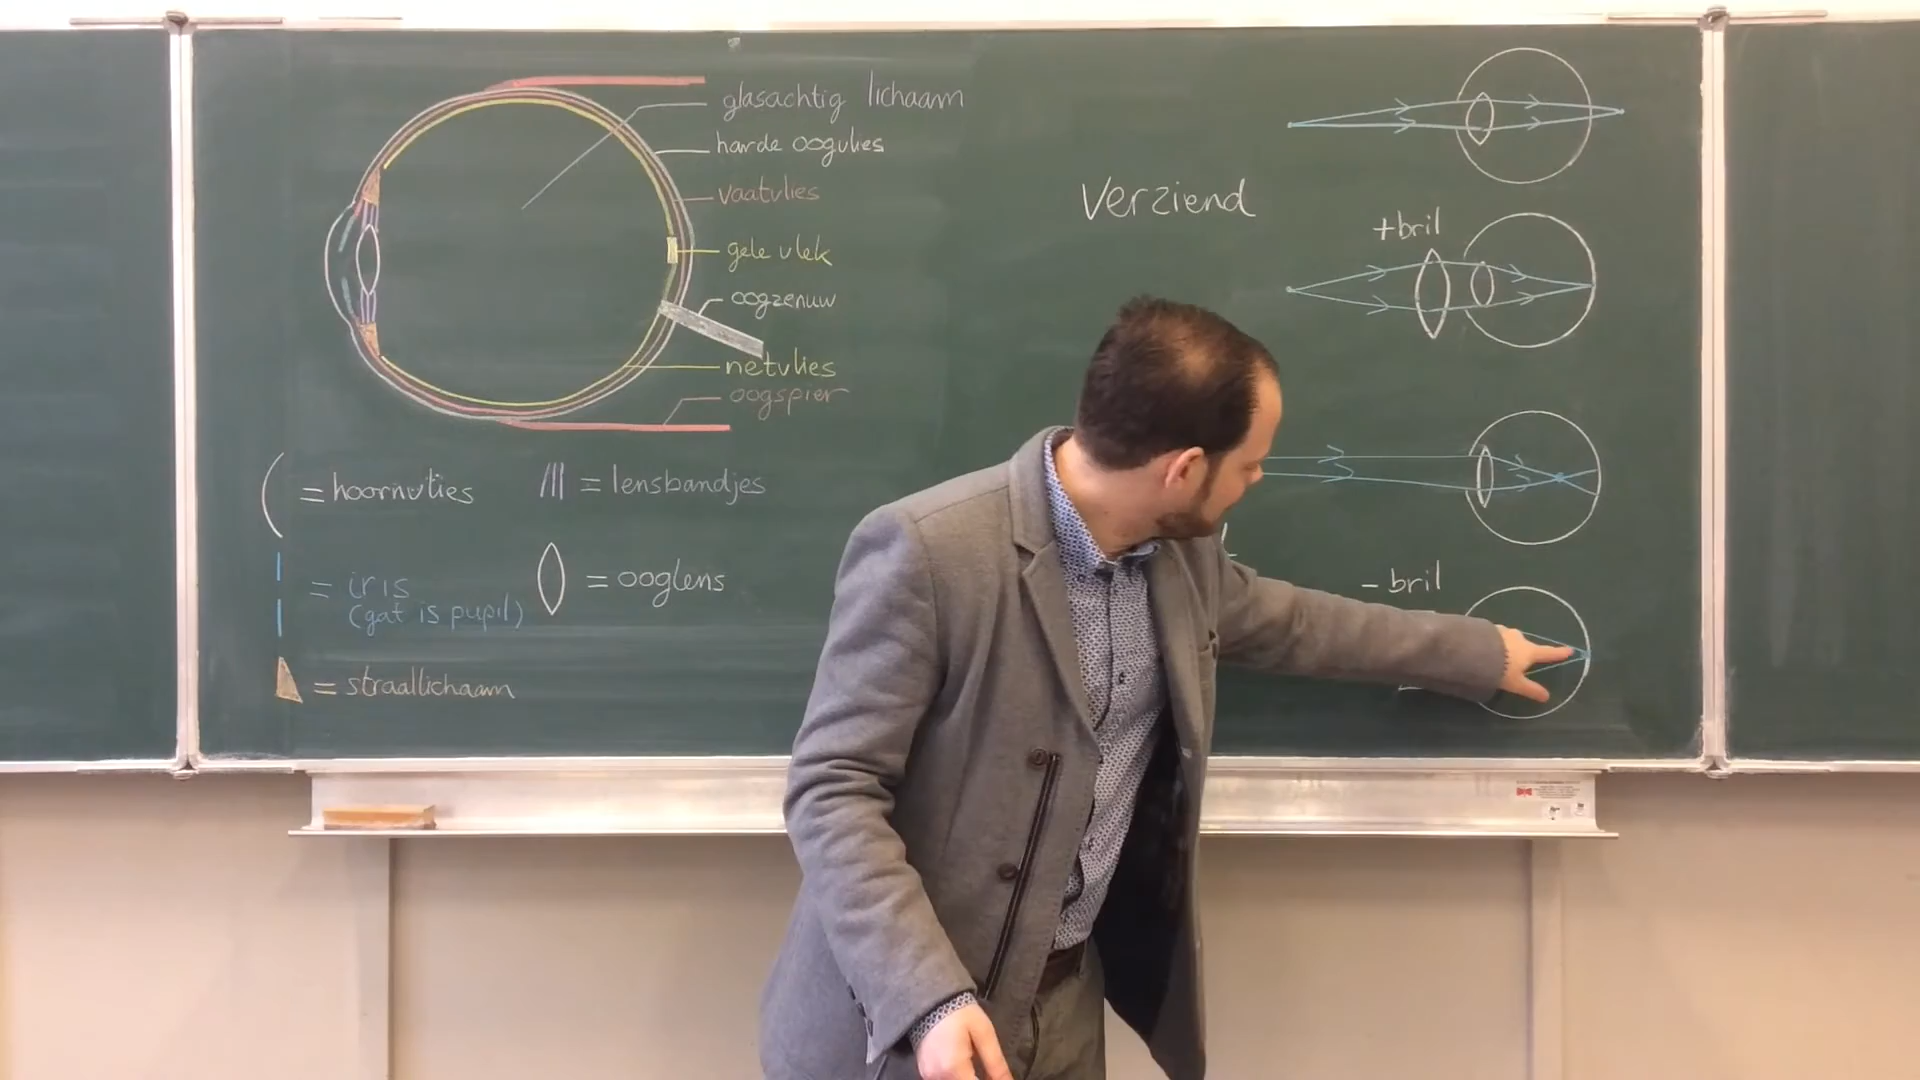 glasachtig lichaam
harde oogvlies
vaatvlies
gele vlek
oogzenuw
netvlies
oogspier
= hoornvlies
= lensbandjes
= iris
(gat is pupil)
= ooglens
= straallichaam
Verziend
+bril
- bril